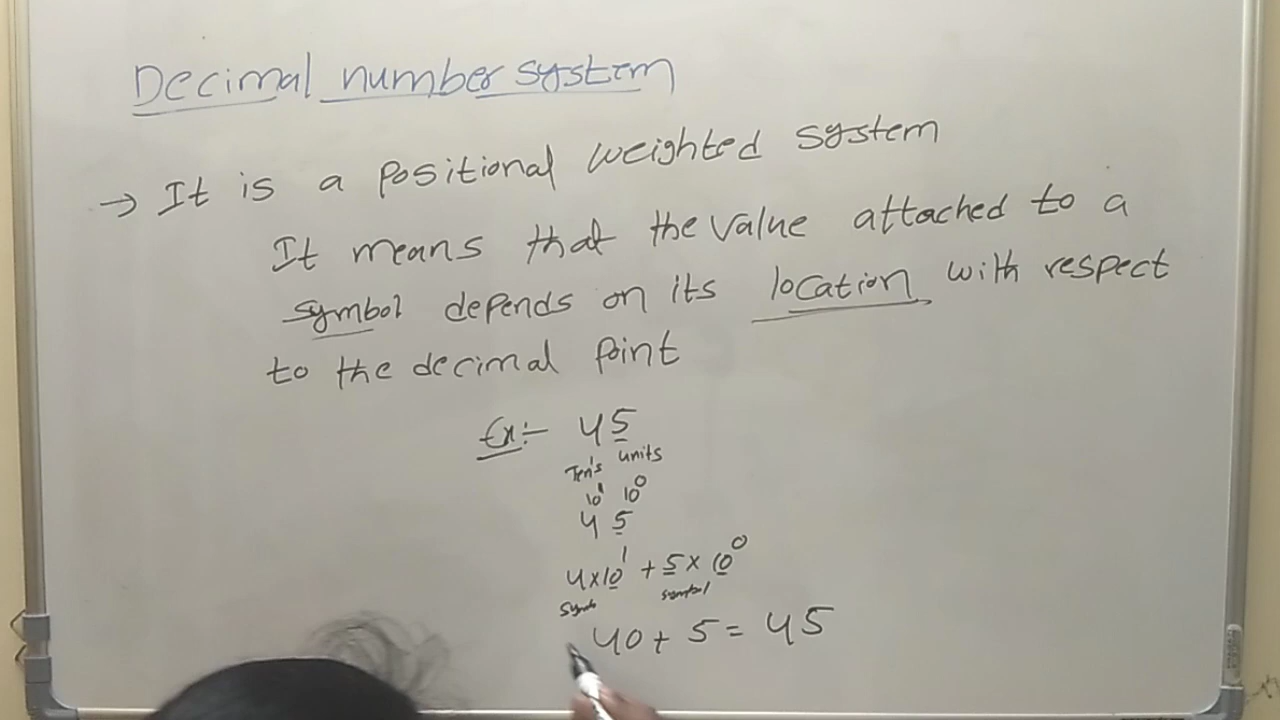 Decimal number system
→ It is a positional weighted system
It means that the value attached to a
symbol depends on its location with respect
to the decimal point
Ex:- 45
Ten's units
10¹ 10⁰
4 5
4×10¹ + 5×10⁰
symbol
40 + 5 = 45